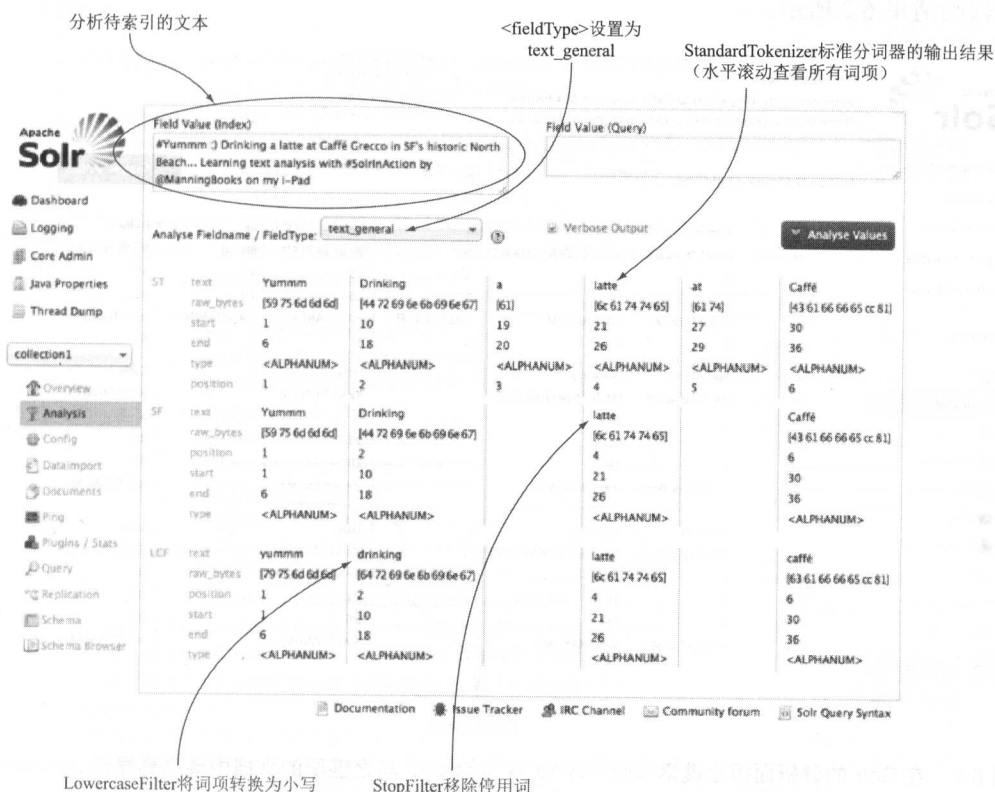 分析待索引的文本
<fieldType>设置为
text_general
StandardTokenizer标准分词器的输出结果
（水平滚动查看所有词项）
Apache
Solr
Field Value (Index)
#Yummm :) Drinking a latte at Caffé Grecco in SF's historic North
Beach... Learning text analysis with #SolrInAction by
@ManningBooks on my i-Pad
Field Value (Query)
Dashboard
Logging
Core Admin
Java Properties
Thread Dump
collection1
Overview
Analysis
Config
Dataimport
Documents
Ping
Plugins / Stats
Query
Replication
Schema
Schema Browser
Analyse Fieldname / FieldType: text_general
Verbose Output
Analyse Values
ST text Yummm Drinking a latte at Caffé
raw_bytes [59 75 6d 6d 6d] [44 72 69 6e 6b 69 6e 67] [61] [6c 61 74 74 65] [61 74] [43 61 66 66 65 cc 81]
start 1 10 19 21 27 30
end 6 18 20 26 29 36
type <ALPHANUM> <ALPHANUM> <ALPHANUM> <ALPHANUM> <ALPHANUM> <ALPHANUM>
position 1 2 3 4 5 6
SF text Yummm Drinking latte Caffé
raw_bytes [59 75 6d 6d 6d] [44 72 69 6e 6b 69 6e 67] [6c 61 74 74 65] [43 61 66 66 65 cc 81]
position 1 2 4 6
start 1 10 21 30
end 6 18 26 36
type <ALPHANUM> <ALPHANUM> <ALPHANUM> <ALPHANUM>
LCF text yummm drinking latte caffé
raw_bytes [79 75 6d 6d 6d] [64 72 69 6e 6b 69 6e 67] [6c 61 74 74 65] [63 61 66 66 65 cc 81]
position 1 2 4 6
start 1 10 21 30
end 6 18 26 36
type <ALPHANUM> <ALPHANUM> <ALPHANUM> <ALPHANUM>
Documentation Issue Tracker IRC Channel Community forum Solr Query Syntax
LowercaseFilter将词项转换为小写
StopFilter移除停用词